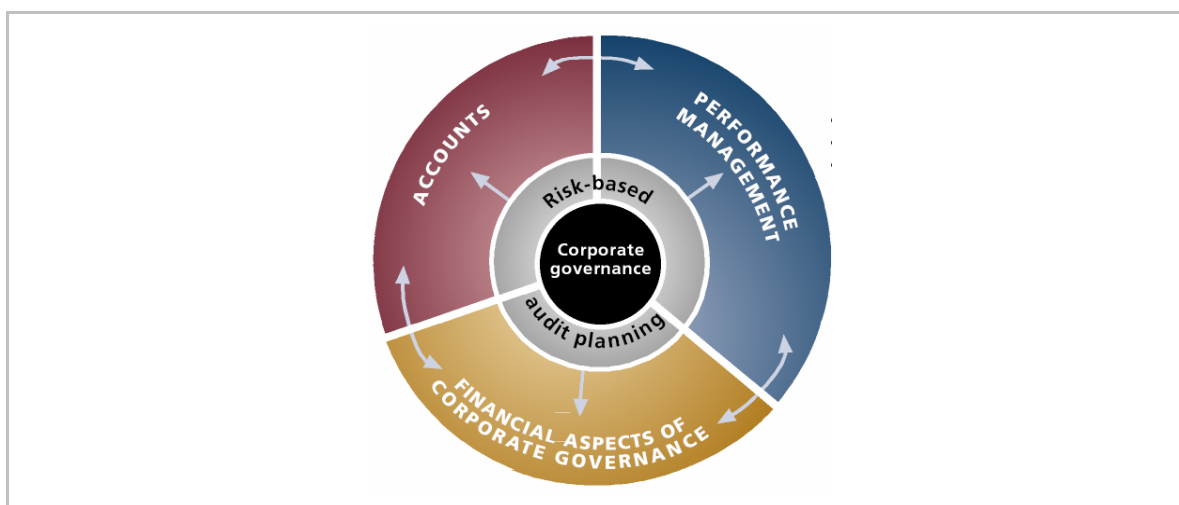 ACCOUNTS
PERFORMANCE
MANAGEMENT
Risk-based
Corporate
governance
audit planning
FINANCIAL ASPECTS OF
CORPORATE GOVERNANCE